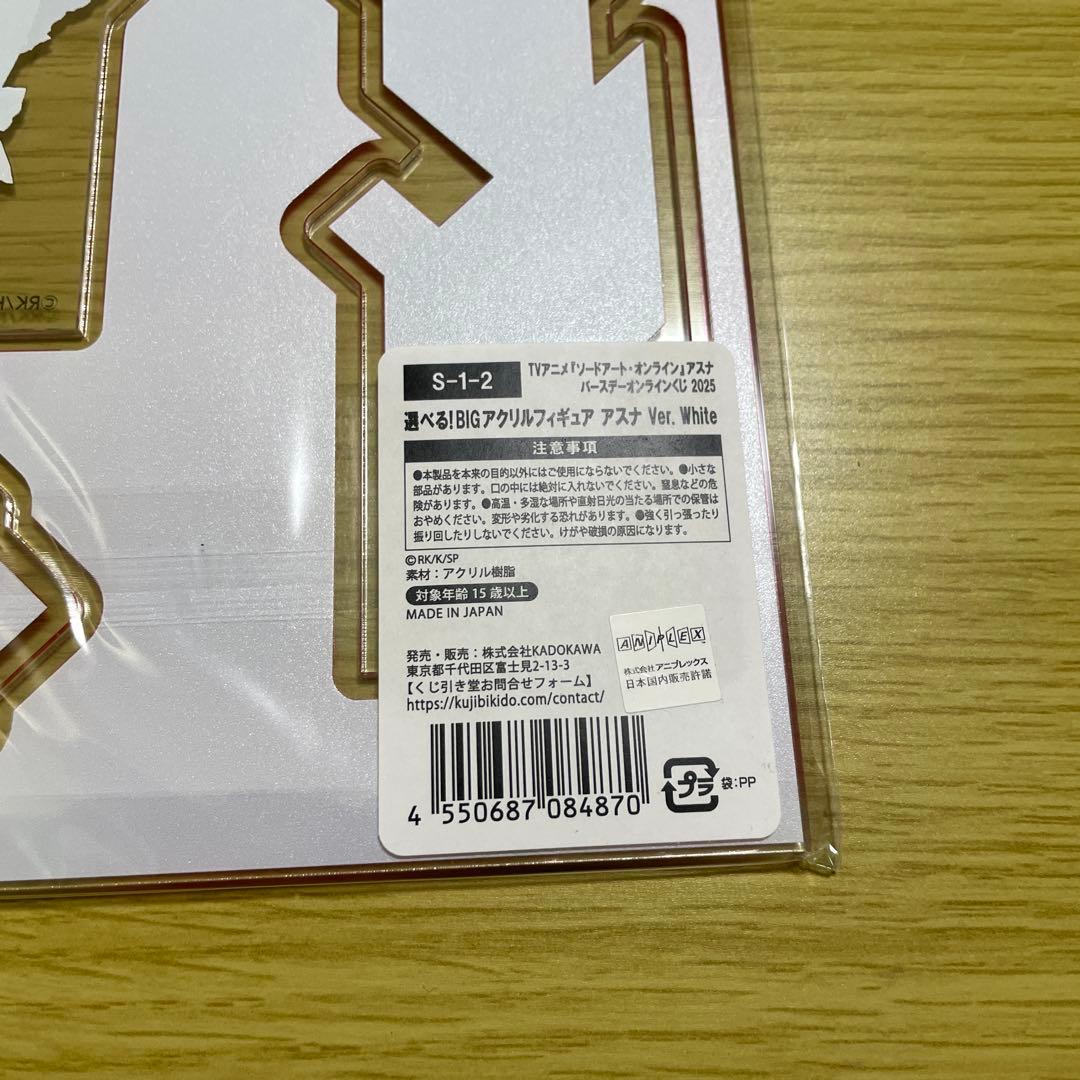 S-1-2
TVアニメ『ソードアート・オンライン』アスナ
バースデーオンラインくじ 2025
選べる!BIGアクリルフィギュア アスナ Ver. White
注意事項
●本製品を本来の目的以外にはご使用にならないでください。●小さな
部品があります。口の中には絶対に入れないでください。窒息などの危
険があります。●高温・多湿な場所や直射日光の当たる場所での保管は
おやめください。変形や劣化する恐れがあります。●強く引っ張ったり
振り回したりしないでください。けがや破損の原因になります。
©RK/K/SP
素材:アクリル樹脂
対象年齢 15 歳以上
MADE IN JAPAN
発売・販売:株式会社KADOKAWA
東京都千代田区富士見2-13-3
【くじ引き堂お問合せフォーム】
https://kujibikido.com/contact/
ANIPLEX™
株式会社 アニプレックス
日本国内販売許諾
4 550687 084870
プラ 袋:PP
©RK/